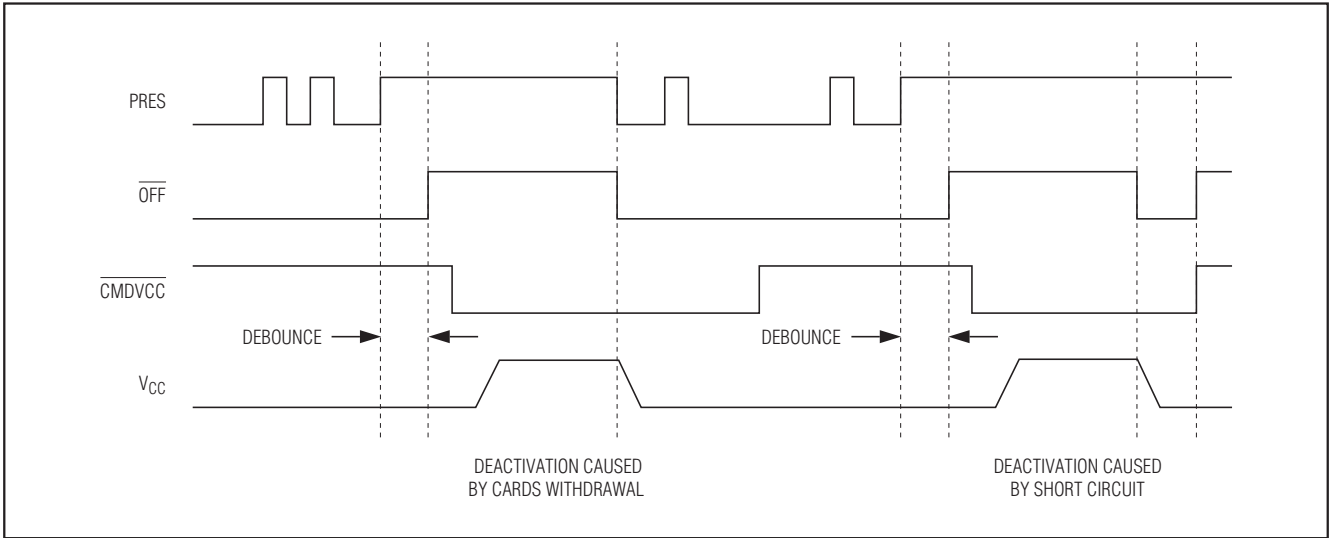 PRES
OFF
CMDVCC
DEBOUNCE
DEBOUNCE
VCC
DEACTIVATION CAUSED
BY CARDS WITHDRAWAL
DEACTIVATION CAUSED
BY SHORT CIRCUIT